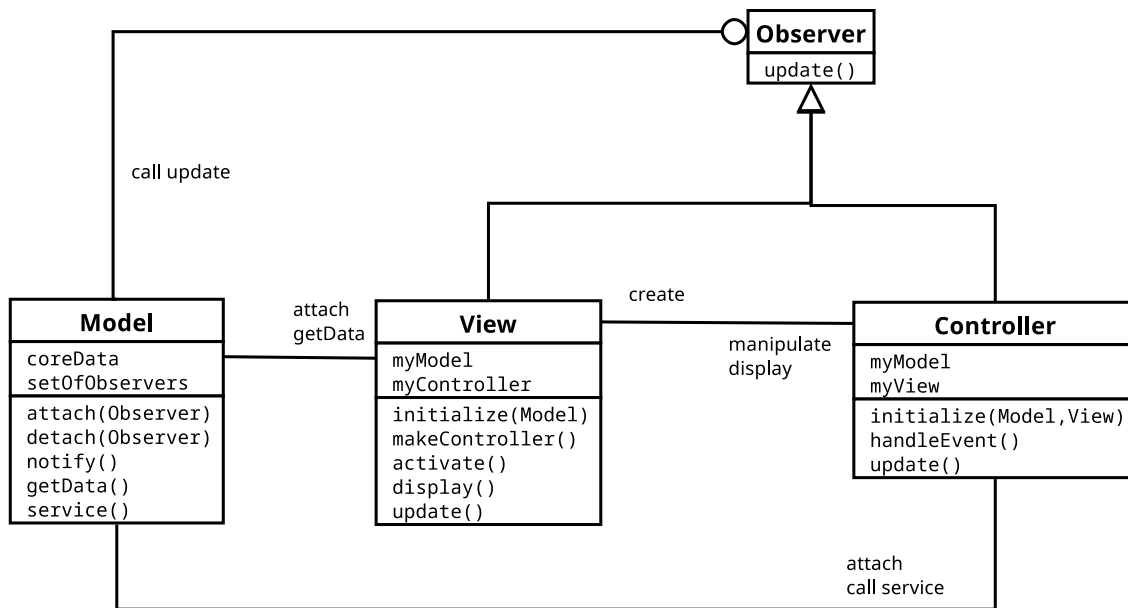 Observer
update()
call update
Model
coreData
setOfObservers
attach(Observer)
detach(Observer)
notify()
getData()
service()
attach
getData
View
myModel
myController
initialize(Model)
makeController()
activate()
display()
update()
create
manipulate
display
Controller
myModel
myView
initialize(Model,View)
handleEvent()
update()
attach
call service